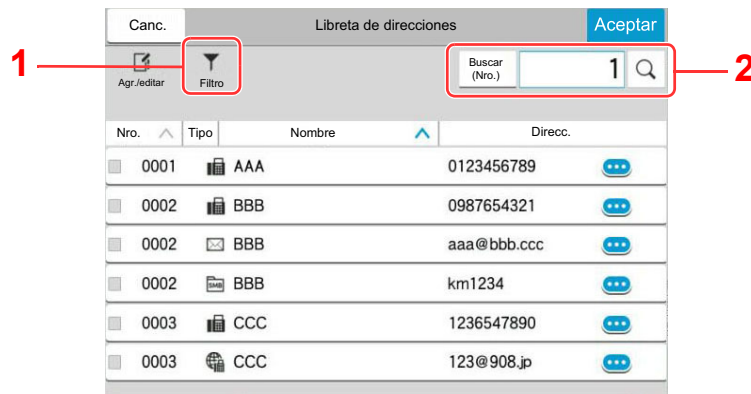 Canc. Libreta de direcciones Aceptar
1 Agr./editar Filtro Buscar (Nro.) 1 2
Nro. Tipo Nombre Direcc.
0001 AAA 0123456789
0002 BBB 0987654321
0002 BBB aaa@bbb.ccc
0002 SMB BBB km1234
0003 CCC 1236547890
0003 CCC 123@908.jp